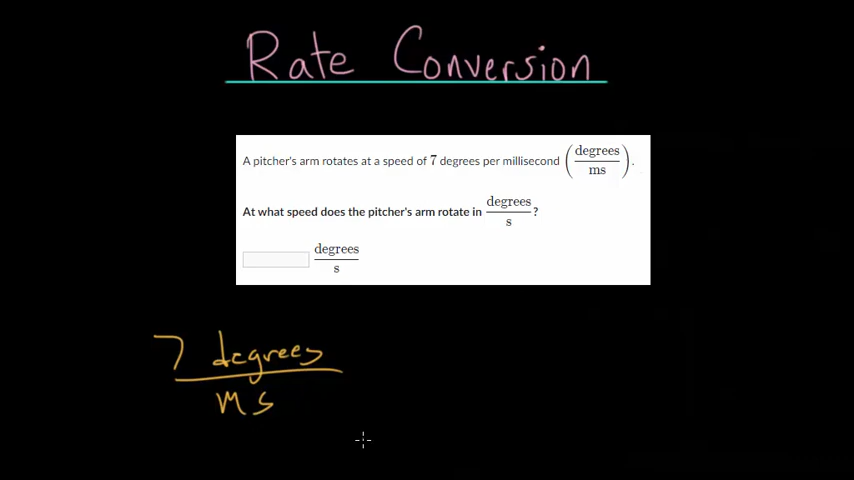 Rate Conversion
A pitcher's arm rotates at a speed of 7 degrees per millisecond (degrees/ms).
At what speed does the pitcher's arm rotate in degrees/s?
degrees/s
7 degrees
ms